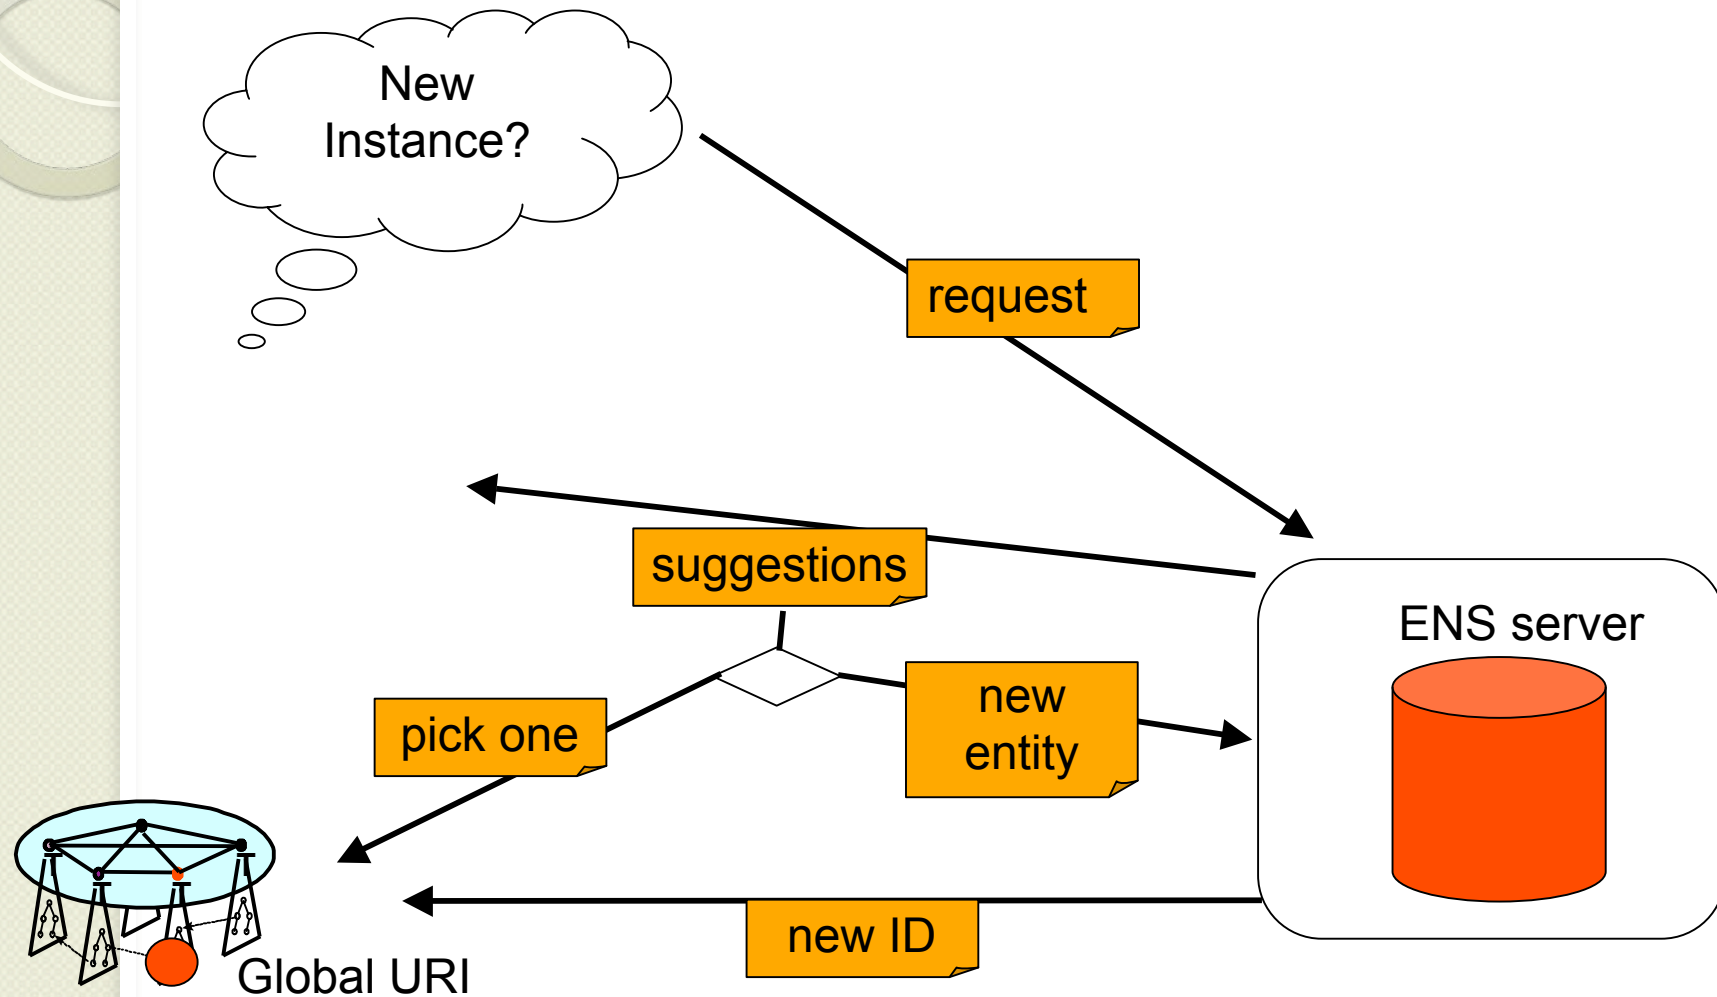 New
Instance?
request
suggestions
ENS server
new
entity
pick one
new ID
Global URI